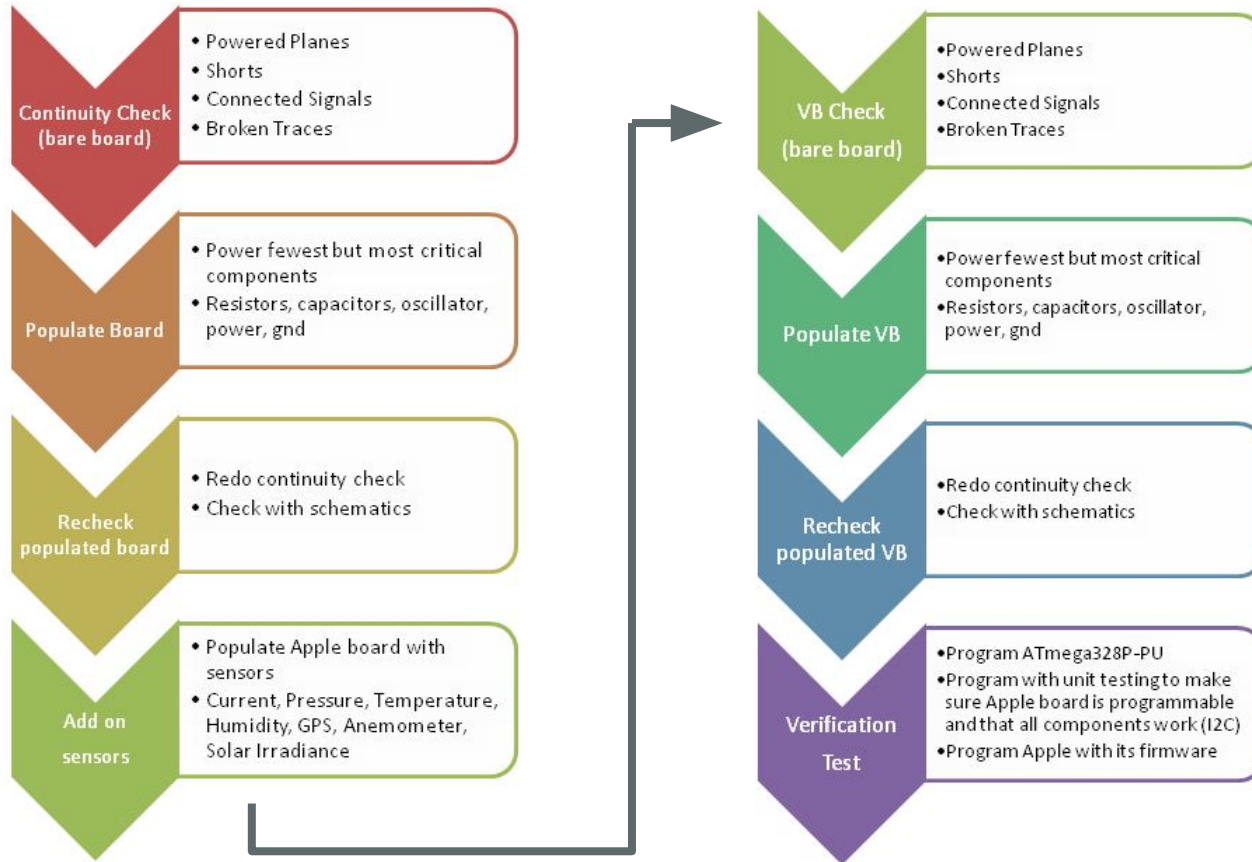 Continuity Check
(bare board)
• Powered Planes
• Shorts
• Connected Signals
• Broken Traces
Populate Board
• Power fewest but most critical
components
• Resistors, capacitors, oscillator,
power, gnd
Recheck
populated board
• Redo continuity check
• Check with schematics
Add on
sensors
• Populate Apple board with
sensors
• Current, Pressure, Temperature,
Humidity, GPS, Anemometer,
Solar Irradiance
VB Check
(bare board)
•Powered Planes
•Shorts
•Connected Signals
•Broken Traces
Populate VB
•Power fewest but most critical
components
•Resistors, capacitors, oscillator,
power, gnd
Recheck
populated VB
•Redo continuity check
•Check with schematics
Verification
Test
•Program ATmega328P-PU
•Program with unit testing to make
sure Apple board is programmable
and that all components work (I2C)
•Program Apple with its firmware